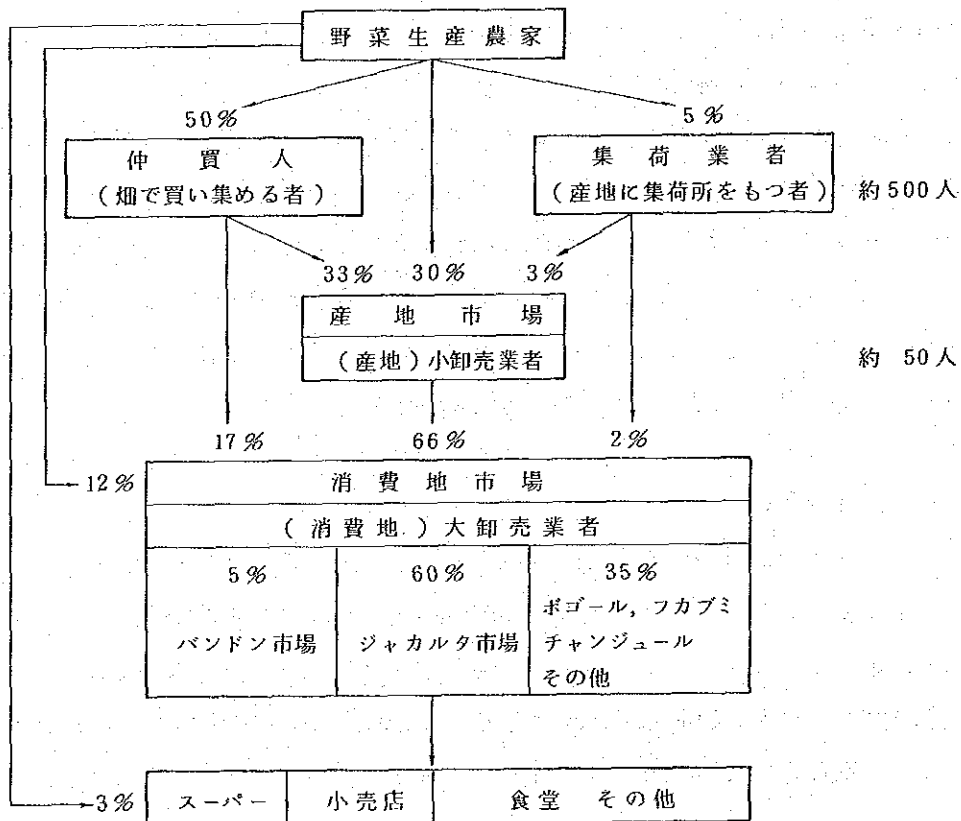 野菜生産農家
50%
5%
仲買人
集荷業者
(畑で買い集める者)
(産地に集荷所をもつ者)
約500人
33%
30%
3%
産地市場
(産地)小卸売業者
約 50人
17%
66%
2%
12%
消費地市場
(消費地)大卸売業者
5%
60%
35%
バンドン市場
ジャカルタ市場
ボゴール, フカブミ
チャンジュール
その他
3%
スーパー
小売店
食堂 その他